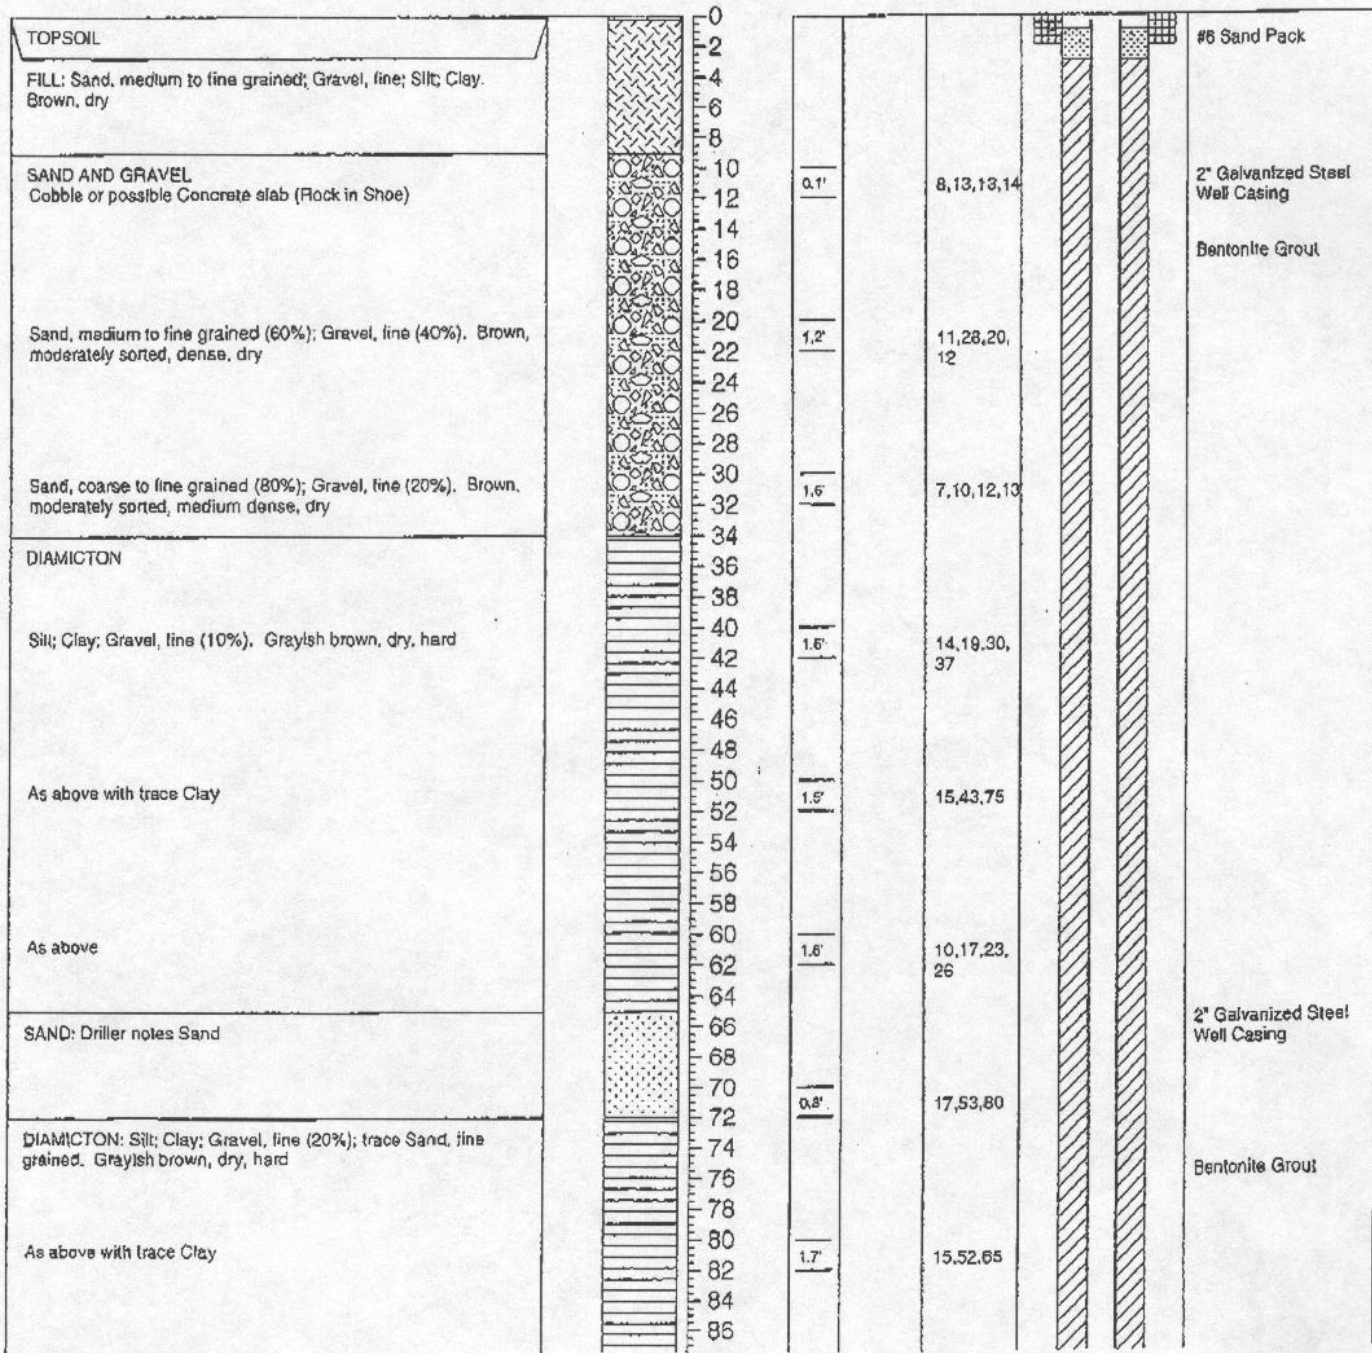 TOPSOIL
FILL: Sand, medium to fine grained; Gravel, fine; Silt; Clay.
Brown, dry
SAND AND GRAVEL
Cobble or possible Concrete slab (Rock in Shoe)
Sand, medium to fine grained (60%); Gravel, fine (40%). Brown,
moderately sorted, dense, dry
Sand, coarse to fine grained (80%); Gravel, fine (20%). Brown,
moderately sorted, medium dense, dry
DIAMICTON
Silt; Clay; Gravel, fine (10%). Grayish brown, dry, hard
As above with trace Clay
As above
SAND: Driller notes Sand
DIAMICTON: Silt; Clay; Gravel, fine (20%); trace Sand, fine
grained. Grayish brown, dry, hard
As above with trace Clay
0
2
4
6
8
10
12
14
16
18
20
22
24
26
28
30
32
34
36
38
40
42
44
46
48
50
52
54
56
58
60
62
64
66
68
70
72
74
76
78
80
82
84
86
0.1'
1.2'
1.6'
1.5'
1.5'
1.6'
0.8'
1.7'
8,13,13,14
11,28,20,
12
7,10,12,13
14,19,30,
37
15,43,75
10,17,23,
26
17,53,80
15,52,65
#6 Sand Pack
2" Galvanized Steel
Well Casing
Bentonite Grout
2" Galvanized Steel
Well Casing
Bentonite Grout